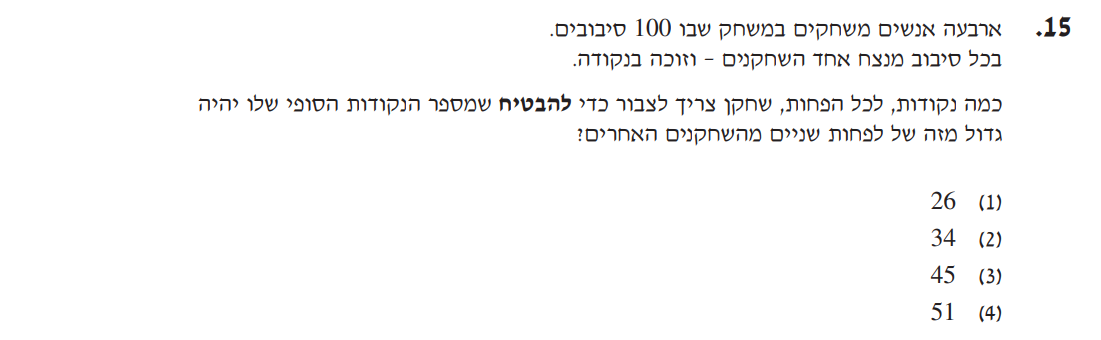 15. ארבעה אנשים משחקים במשחק שבו 100 סיבובים.
בכל סיבוב מנצח אחד השחקנים – וזוכה בנקודה.
כמה נקודות, לכל הפחות, שחקן צריך לצבור כדי להבטיח שמספר הנקודות הסופי שלו יהיה
גדול מזה של לפחות שניים מהשחקנים האחרים?
(1) 26
(2) 34
(3) 45
(4) 51